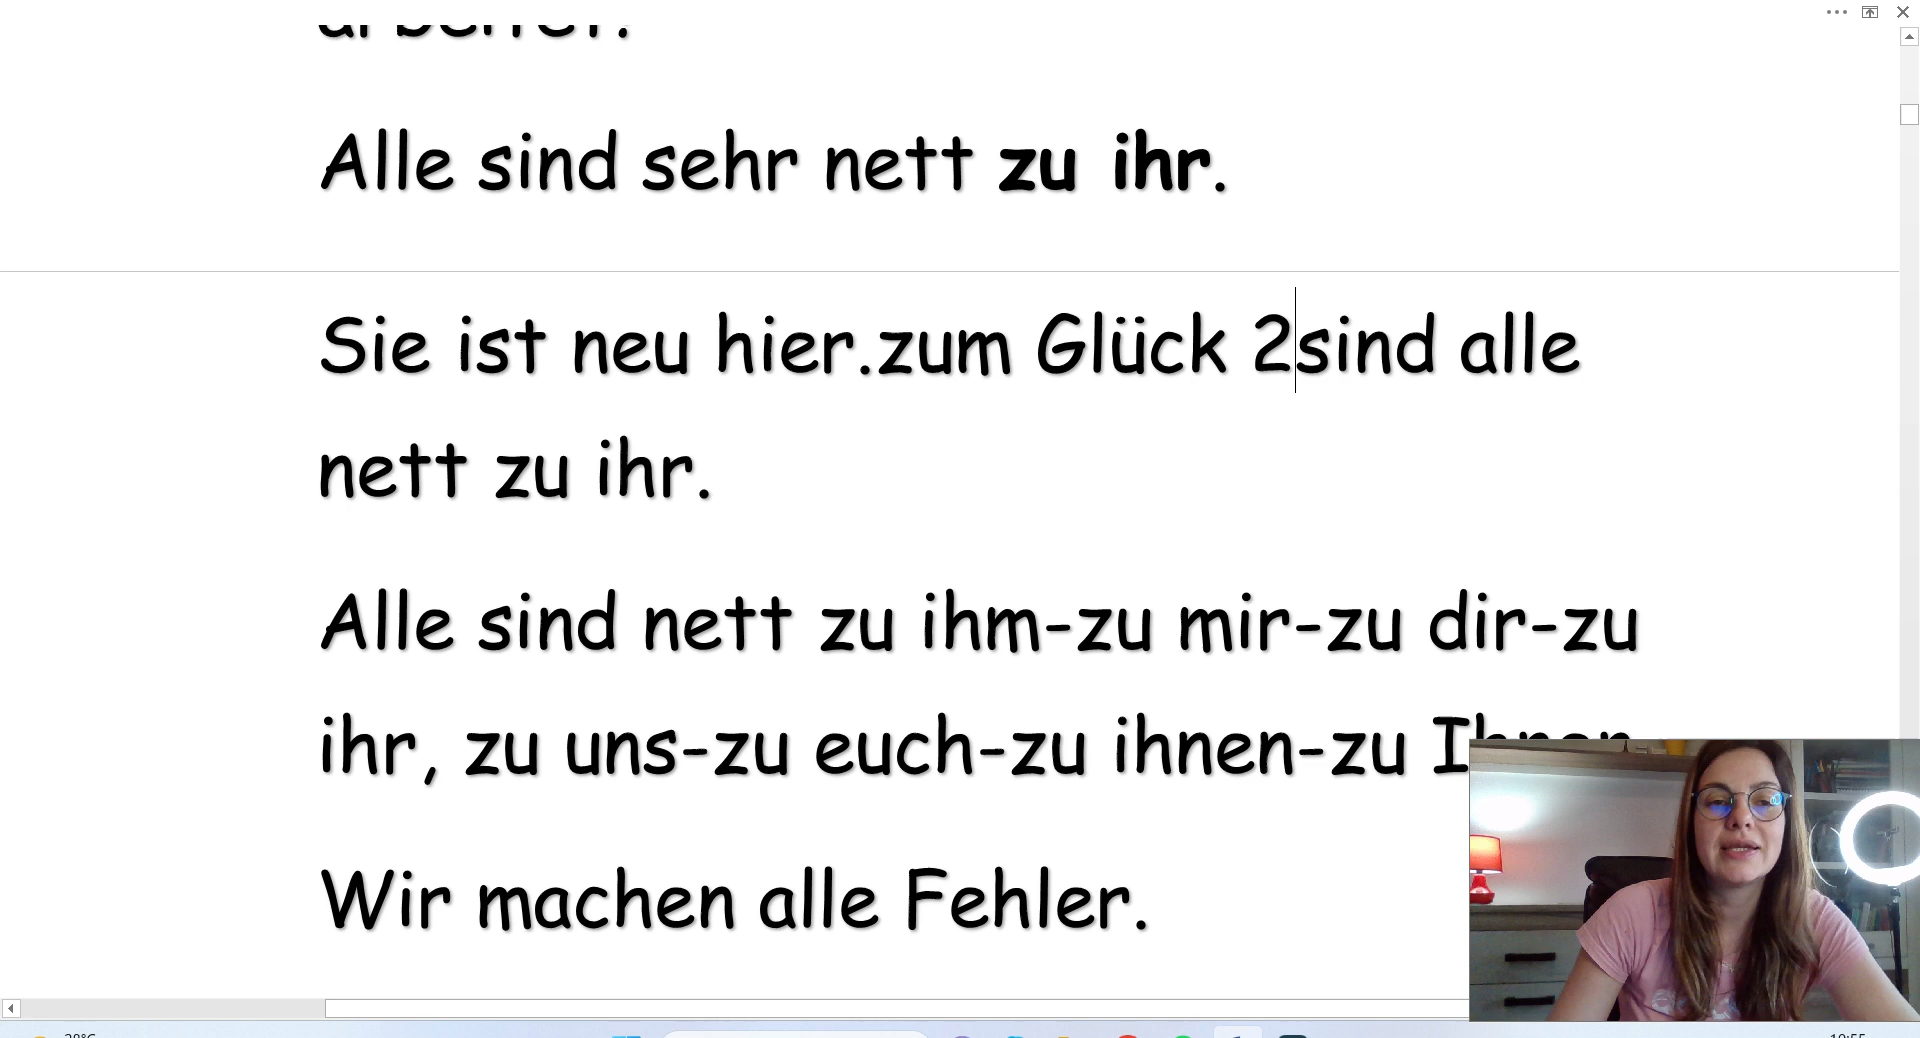 Alle sind sehr nett zu ihr.
Sie ist neu hier.zum Glück 2sind alle
nett zu ihr.
Alle sind nett zu ihm-zu mir-zu dir-zu
ihr, zu uns-zu euch-zu ihnen-zu
Wir machen alle Fehler.